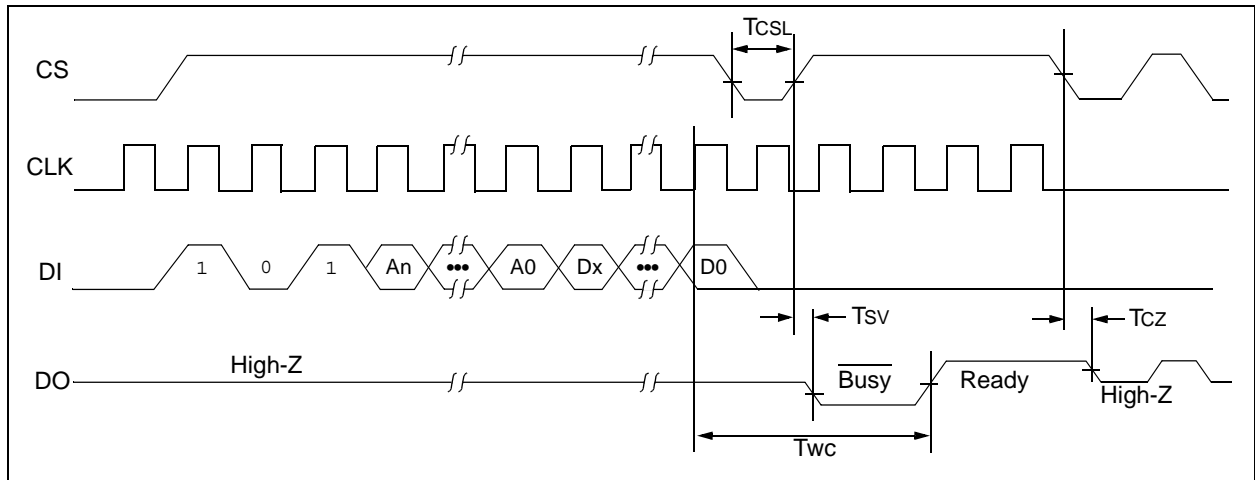 TCSL
CS
CLK
DI
1 0 1 An ••• A0 Dx ••• D0
TSV
TCZ
High-Z
DO
Busy
Ready
High-Z
TWC